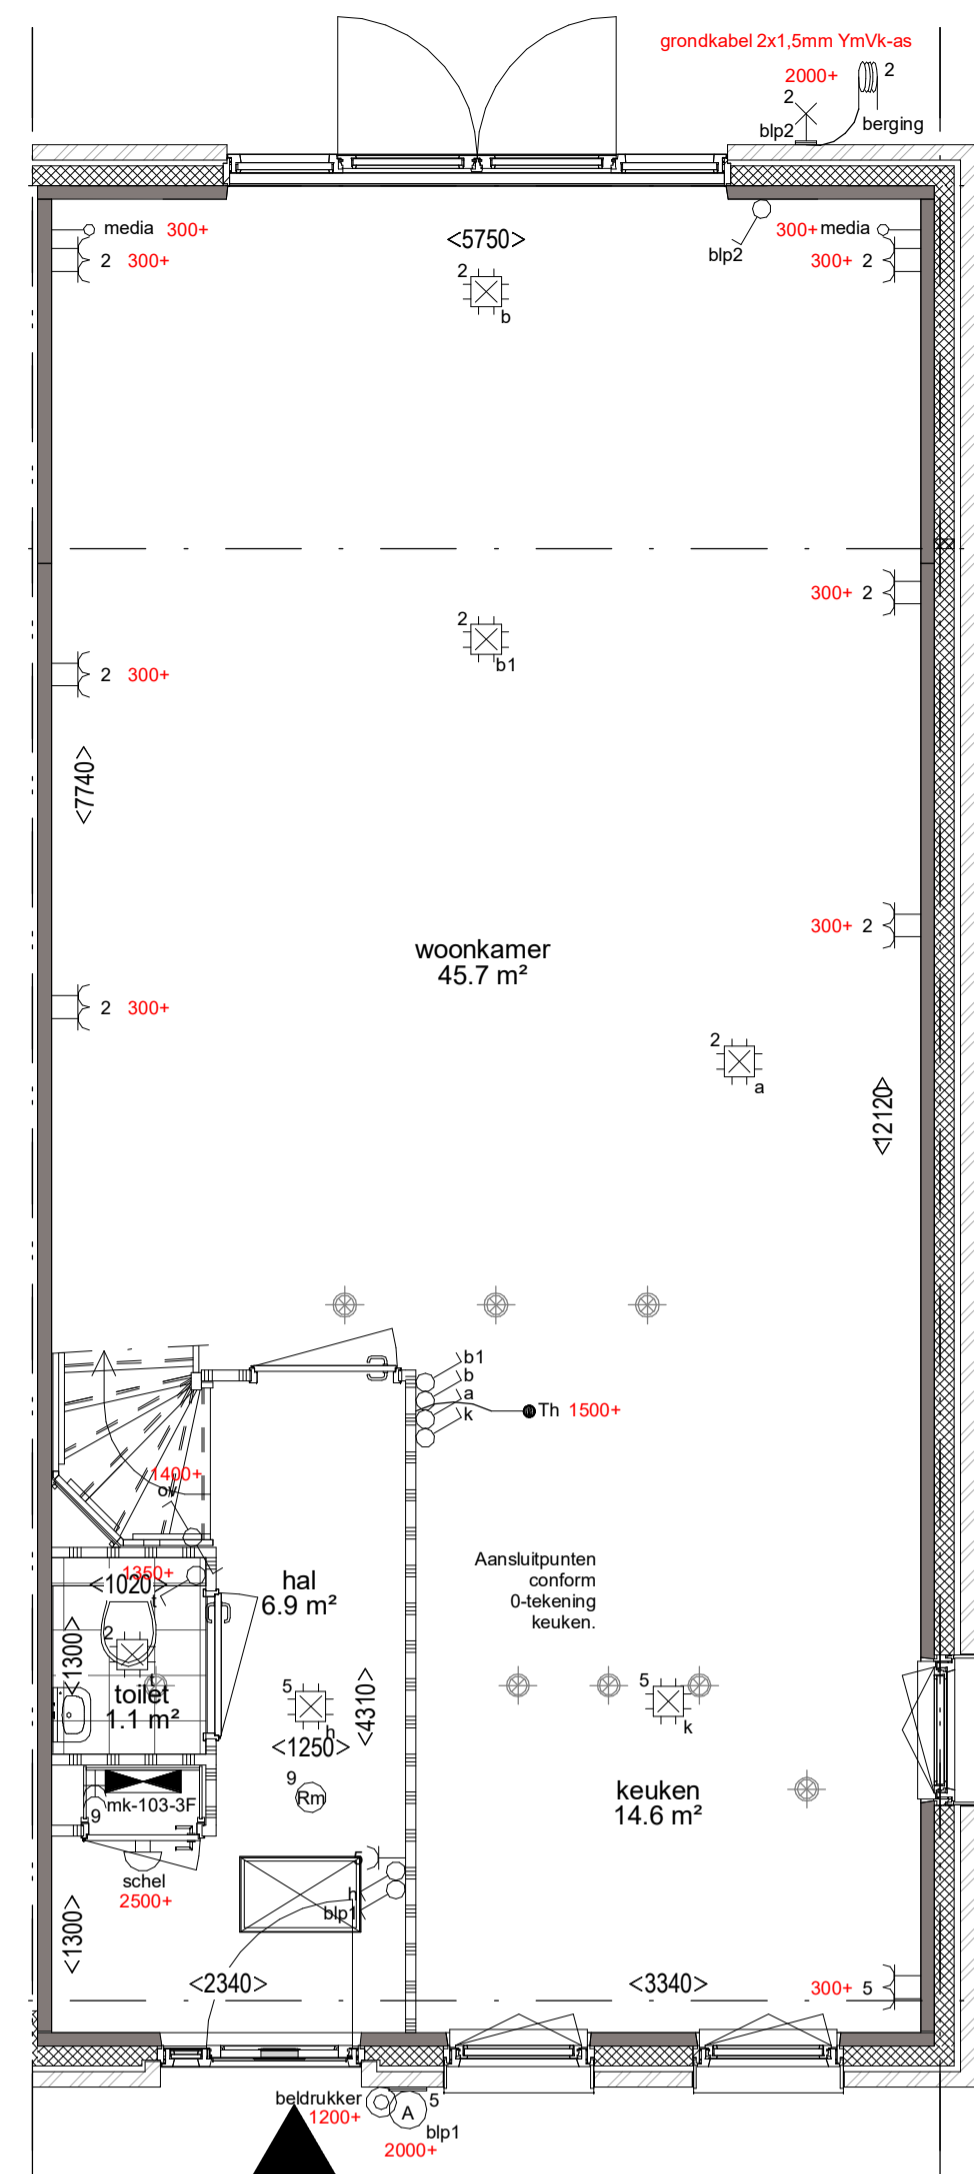 grondkabel 2x1,5mm YmVk-as
2000+
2
2
blp2
berging
media 300+
2 300+
<5750>
2
b
blp2
300+ media
300+ 2
300+ 2
2
b1
2 300+
<7740>
300+ 2
woonkamer
45.7 m²
2 300+
2
a
<12120>
b1
b
a
k
Th 1500+
1400+
ov
1350+
<1020>
t
hal
6.9 m²
Aansluitpunten
conform
0-tekening
keuken.
<1300>
2
t
toilet
1.1 m²
5
h
<4310>
<1250>
5
k
9
Rm
keuken
14.6 m²
mk-103-3F
9
schel
2500+
h
blp1
<1300>
<2340>
<3340>
300+ 5
beldrukker
1200+
A
5
blp1
2000+